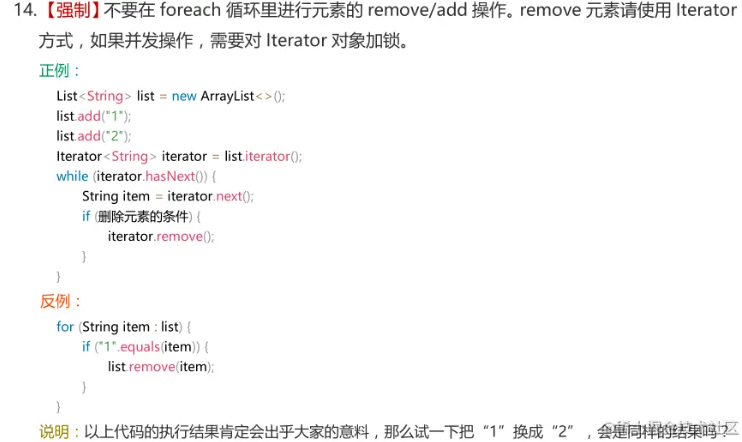 14.【强制】不要在 foreach 循环里进行元素的 remove/add 操作。remove 元素请使用 Iterator
方式，如果并发操作，需要对 Iterator 对象加锁。
正例：
List<String> list = new ArrayList<>();
list.add("1");
list.add("2");
Iterator<String> iterator = list.iterator();
while (iterator.hasNext()) {
String item = iterator.next();
if (删除元素的条件) {
iterator.remove();
}
}
反例：
for (String item : list) {
if ("1".equals(item)) {
list.remove(item);
}
}
说明：以上代码的执行结果肯定会出乎大家的意料，那么试一下把“1”换成“2”，会是同样的结果吗？